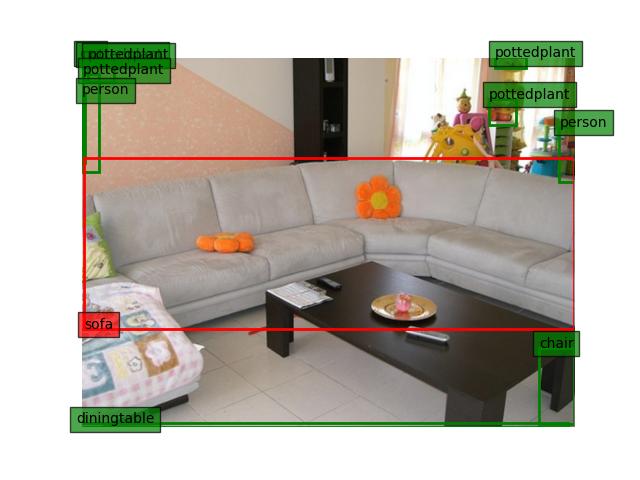 pottedplant
pottedplant
pottedplant
person
pottedplant
person
sofa
chair
diningtable